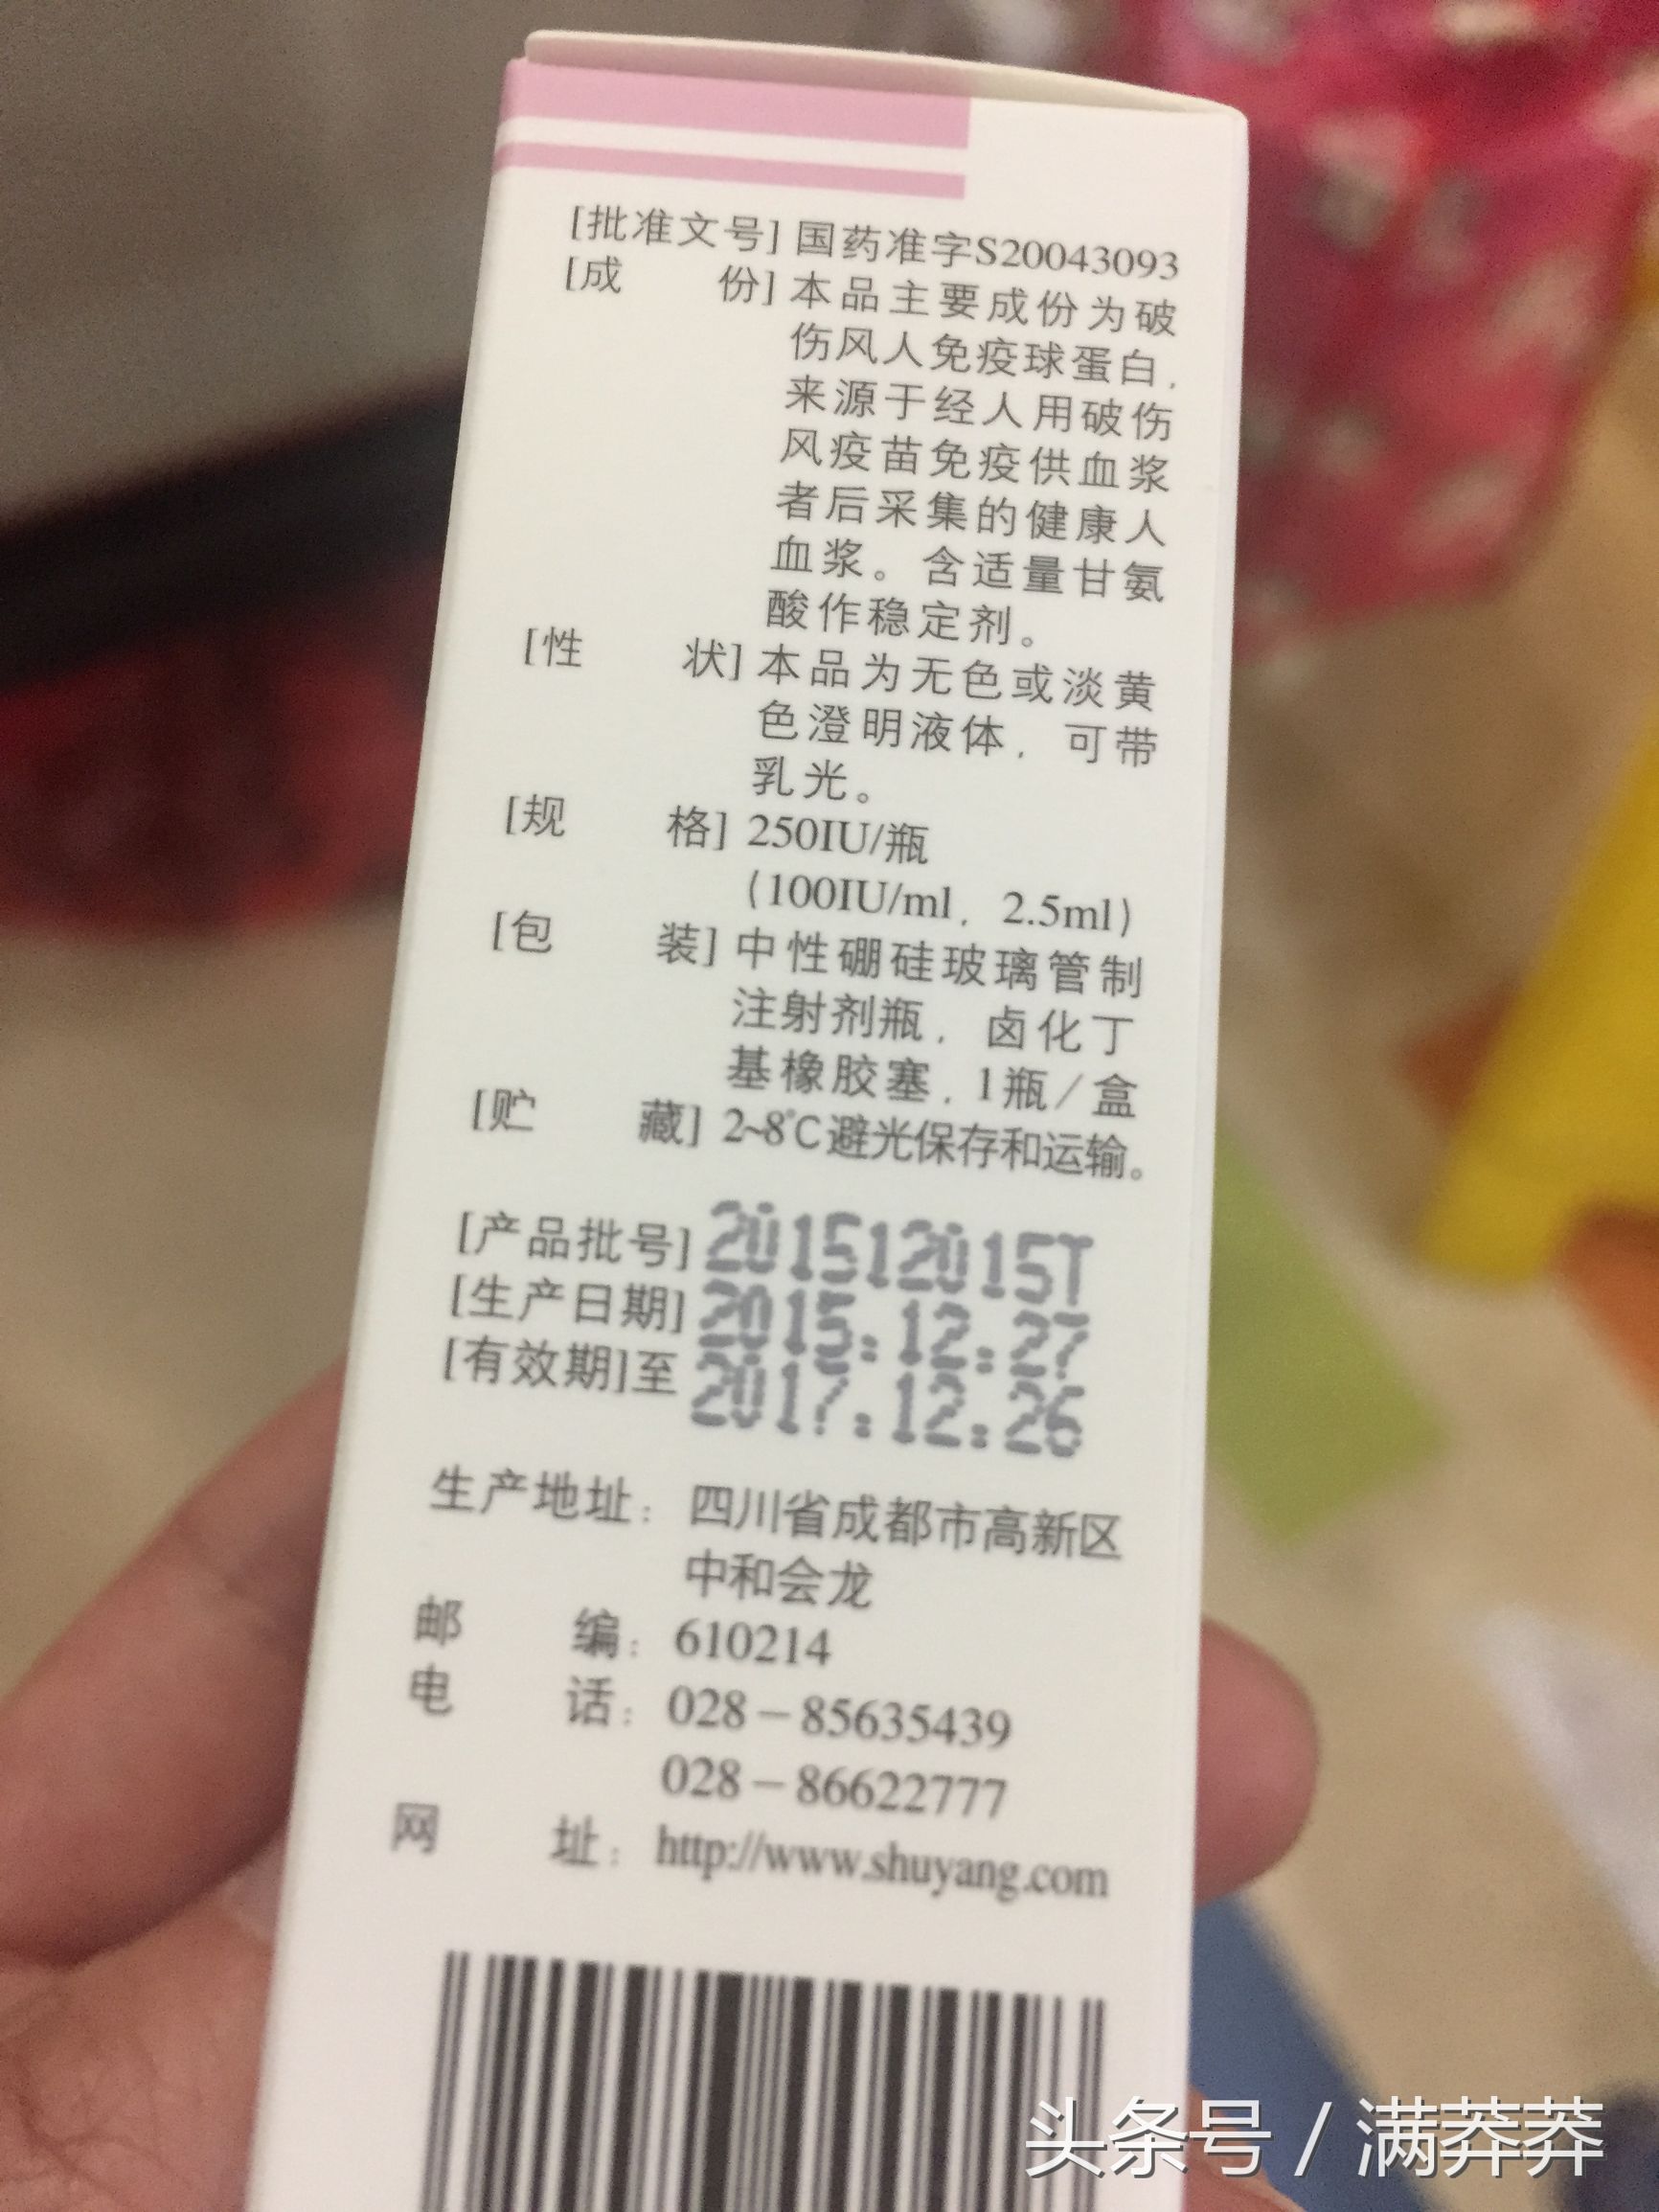 [批准文号] 国药准字S20043093
[成 份] 本品主要成份为破
伤风人免疫球蛋白，
来源于经人用破伤
风疫苗免疫供血浆
者后采集的健康人
血浆。含适量甘氨
酸作稳定剂。
[性 状] 本品为无色或淡黄
色澄明液体，可带
乳光。
[规 格] 250IU/瓶
(100IU/ml，2.5ml)
[包 装] 中性硼硅玻璃管制
注射剂瓶，卤化丁
基橡胶塞，1瓶/盒
[贮 藏] 2~8℃避光保存和运输。
[产品批号] 201512015T
[生产日期] 2015.12.27
[有效期]至 2017.12.26
生产地址：四川省成都市高新区
中和会龙
邮 编：610214
电 话：028－85635439
028－86622777
网 址：http://www.shuyang.com
头条号 / 满莽莽